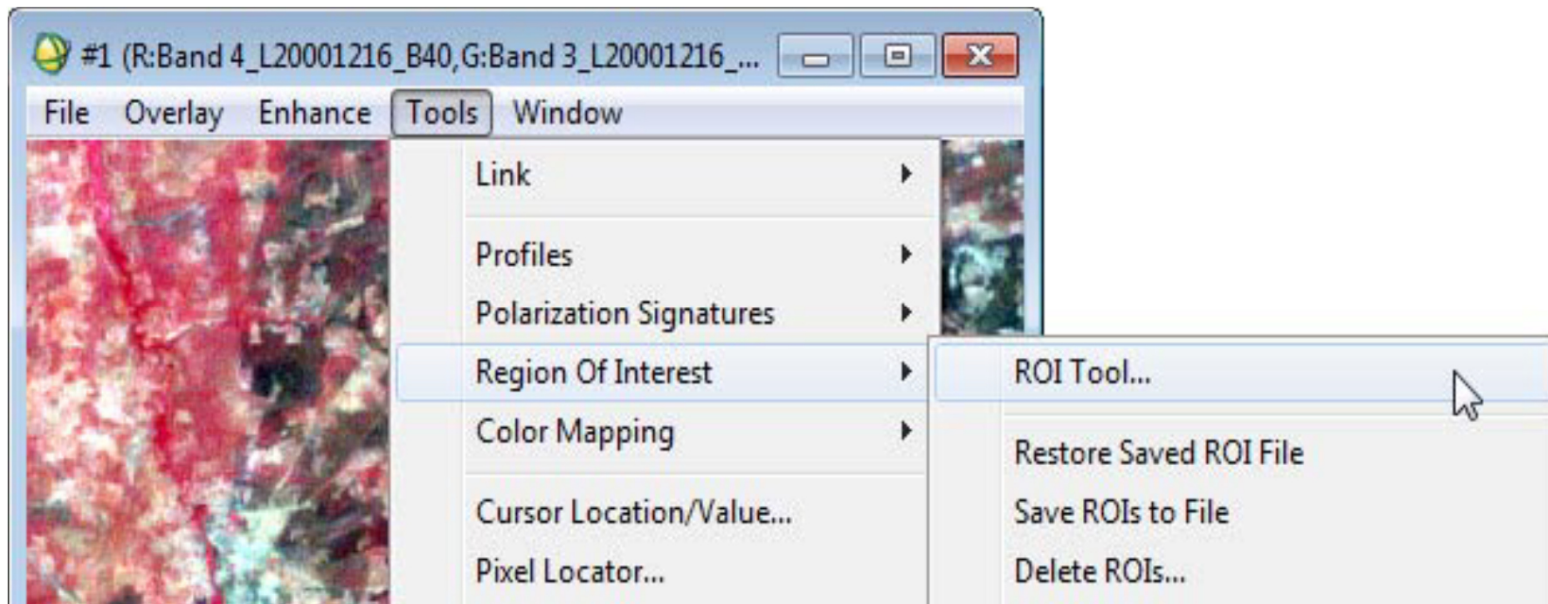 #1 (R:Band 4_L20001216_B40,G:Band 3_L20001216_...
File Overlay Enhance Tools Window
Link
Profiles
Polarization Signatures
Region Of Interest
Color Mapping
Cursor Location/Value...
Pixel Locator...
ROI Tool...
Restore Saved ROI File
Save ROIs to File
Delete ROIs...